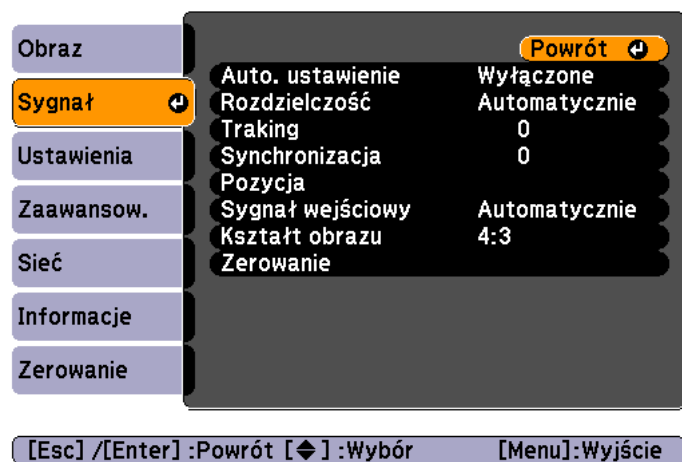 Obraz
Sygnał
Ustawienia
Zaawansow.
Sieć
Informacje
Zerowanie
Powrót
Auto. ustawienie Wyłączone
Rozdzielczość Automatycznie
Traking 0
Synchronizacja 0
Pozycja
Sygnał wejściowy Automatycznie
Kształt obrazu 4:3
Zerowanie
[Esc] /[Enter] :Powrót [◆] :Wybór [Menu]:Wyjście